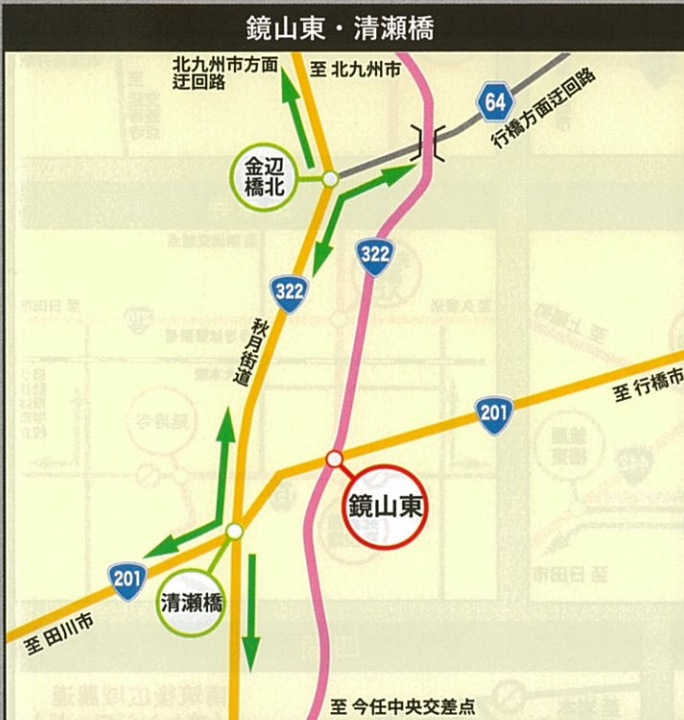 鏡山東・清瀬橋
北九州市方面
迂回路
至 北九州市
64
行橋方面迂回路
金辺
橋北
322
322
秋月街道
至 行橋市
201
鏡山東
201
清瀬橋
至 田川市
至 今任中央交差点